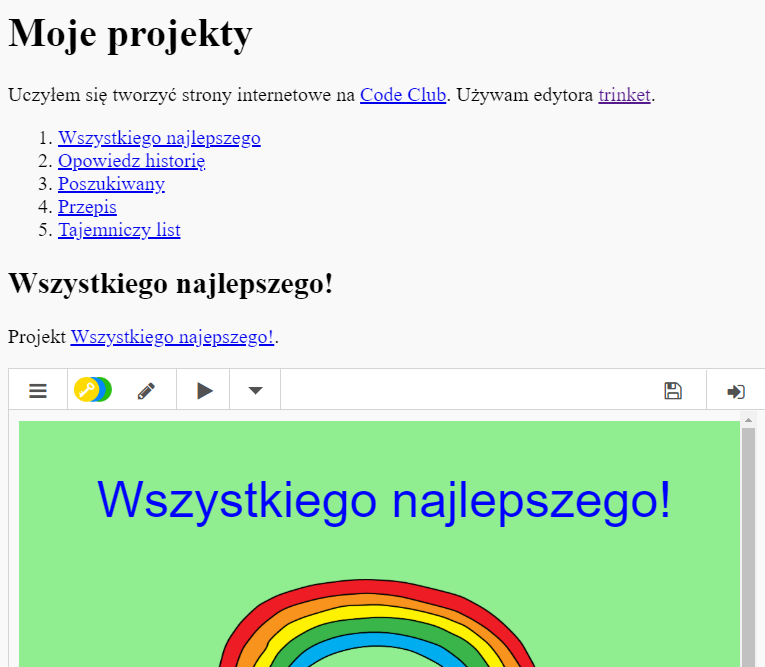 Moje projekty
Uczyłem się tworzyć strony internetowe na Code Club. Używam edytora trinket.
1. Wszystkiego najlepszego
2. Opowiedz historię
3. Poszukiwany
4. Przepis
5. Tajemniczy list
Wszystkiego najlepszego!
Projekt Wszystkiego najepszego!.
Wszystkiego najlepszego!